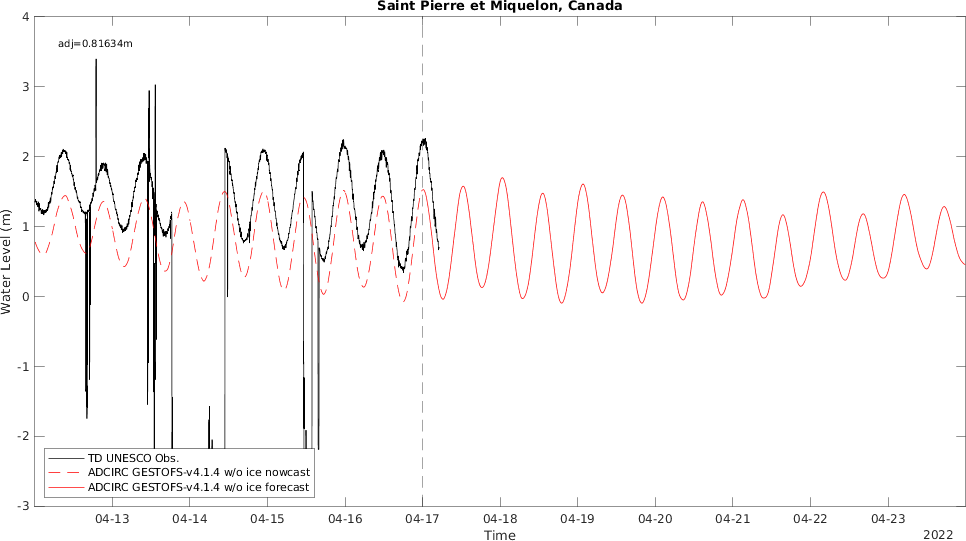 Saint Pierre et Miquelon, Canada
adj=0.81634m
Water Level (m)
4
3
2
1
0
-1
-2
-3
TD UNESCO Obs.
ADCIRC GESTOFS-v4.1.4 w/o ice nowcast
ADCIRC GESTOFS-v4.1.4 w/o ice forecast
04-13 04-14 04-15 04-16 04-17 04-18 04-19 04-20 04-21 04-22 04-23
Time
2022